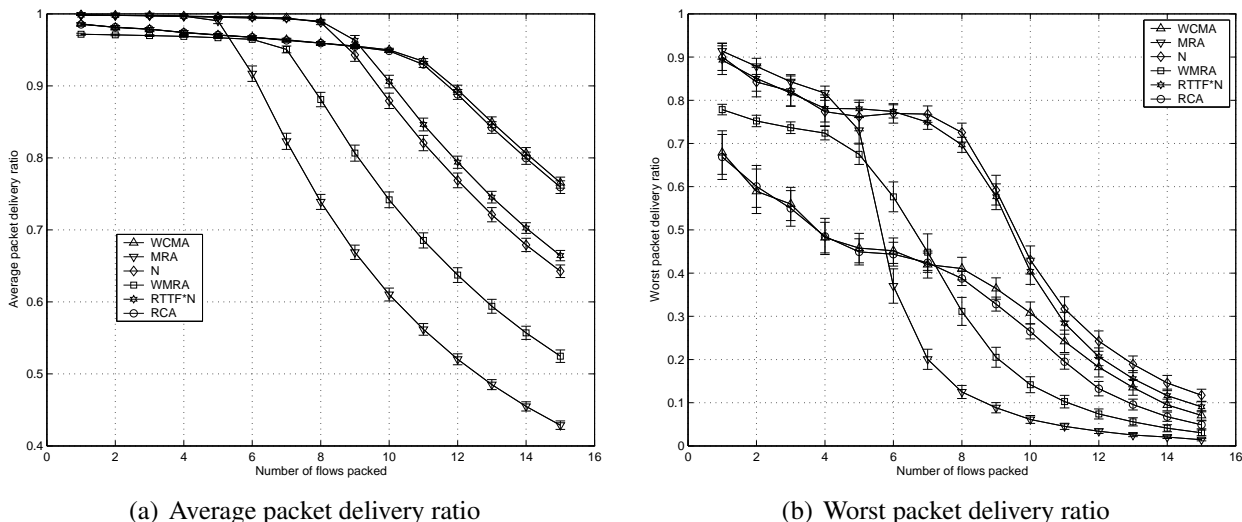 1
0.9
0.8
0.7
0.6
0.5
0.4
0 2 4 6 8 10 12 14 16
Average packet delivery ratio
Number of flows packed
WCMA
MRA
N
WMRA
RTTF*N
RCA
(a) Average packet delivery ratio
1
0.9
0.8
0.7
0.6
0.5
0.4
0.3
0.2
0.1
0
0 2 4 6 8 10 12 14 16
Worst packet delivery ratio
Number of flows packed
WCMA
MRA
N
WMRA
RTTF*N
RCA
(b) Worst packet delivery ratio